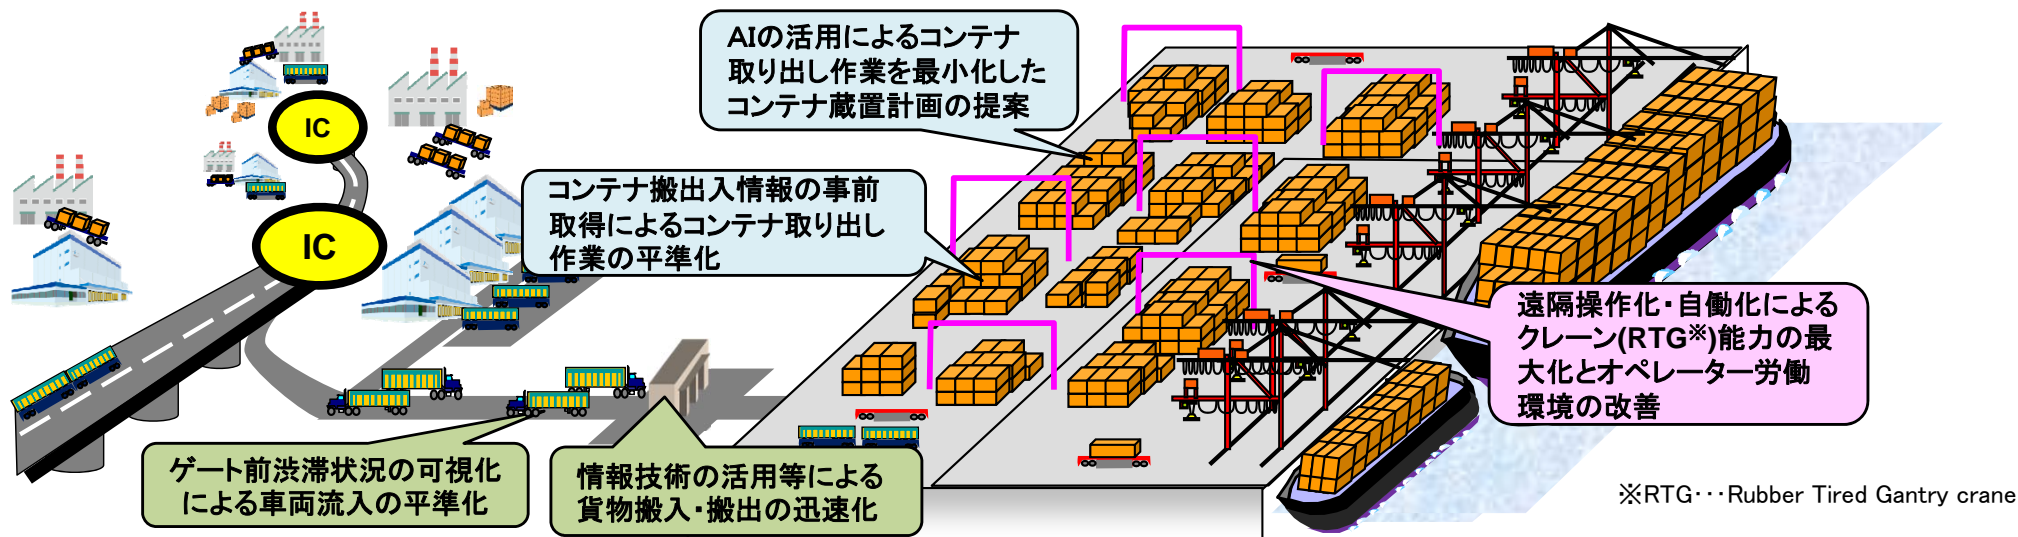 AIの活用によるコンテナ
取り出し作業を最小化した
コンテナ蔵置計画の提案
IC
コンテナ搬出入情報の事前
取得によるコンテナ取り出し
作業の平準化
IC
遠隔操作化・自働化による
クレーン(RTG※)能力の最
大化とオペレーター労働
環境の改善
ゲート前渋滞状況の可視化
による車両流入の平準化
情報技術の活用等による
貨物搬入・搬出の迅速化
※RTG・・・Rubber Tired Gantry crane